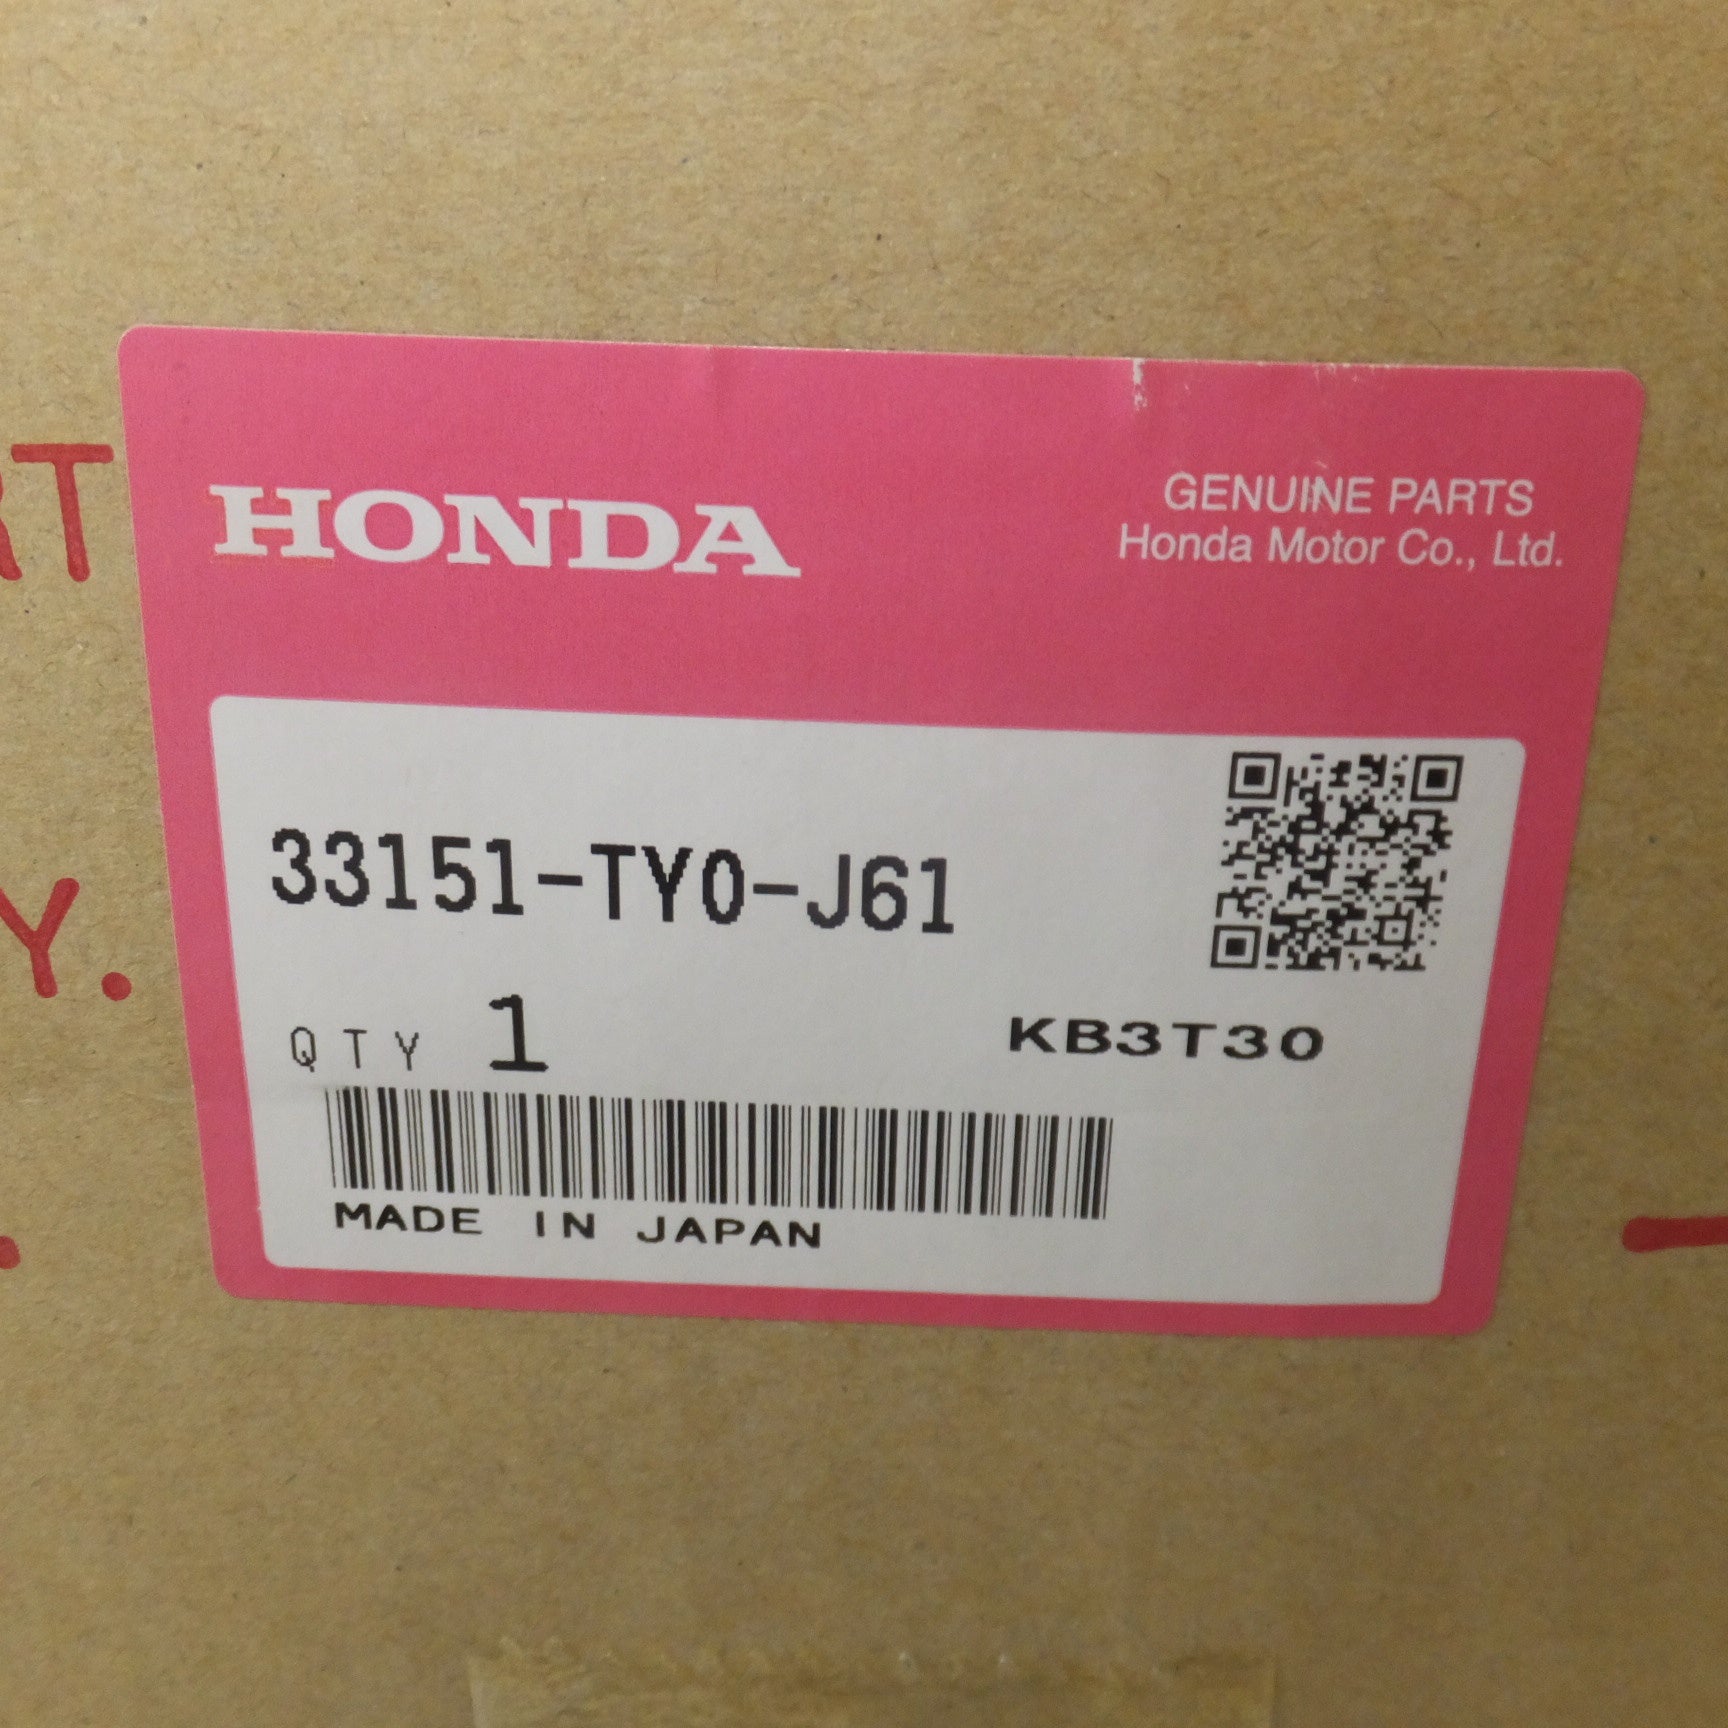 HONDA
GENUINE PARTS
Honda Motor Co., Ltd.
33151-TY0-J61
QTY 1
KB3T30
MADE IN JAPAN